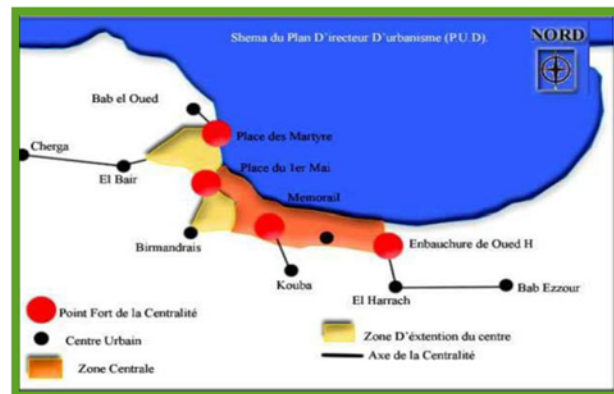 Shema du Plan D'irecteur D'urbanisme (P.U.D).
NORD
Bab el Oued
Place des Martyre
Cherga
Place du 1er Mai
El Bair
Memorail
Birmandrais
Enbauchure de Oued H
Kouba
El Harrach
Bab Ezzour
Point Fort de la Centralité
Centre Urbain
Zone Centrale
Zone D'éxtention du centre
Axe de la Centralité